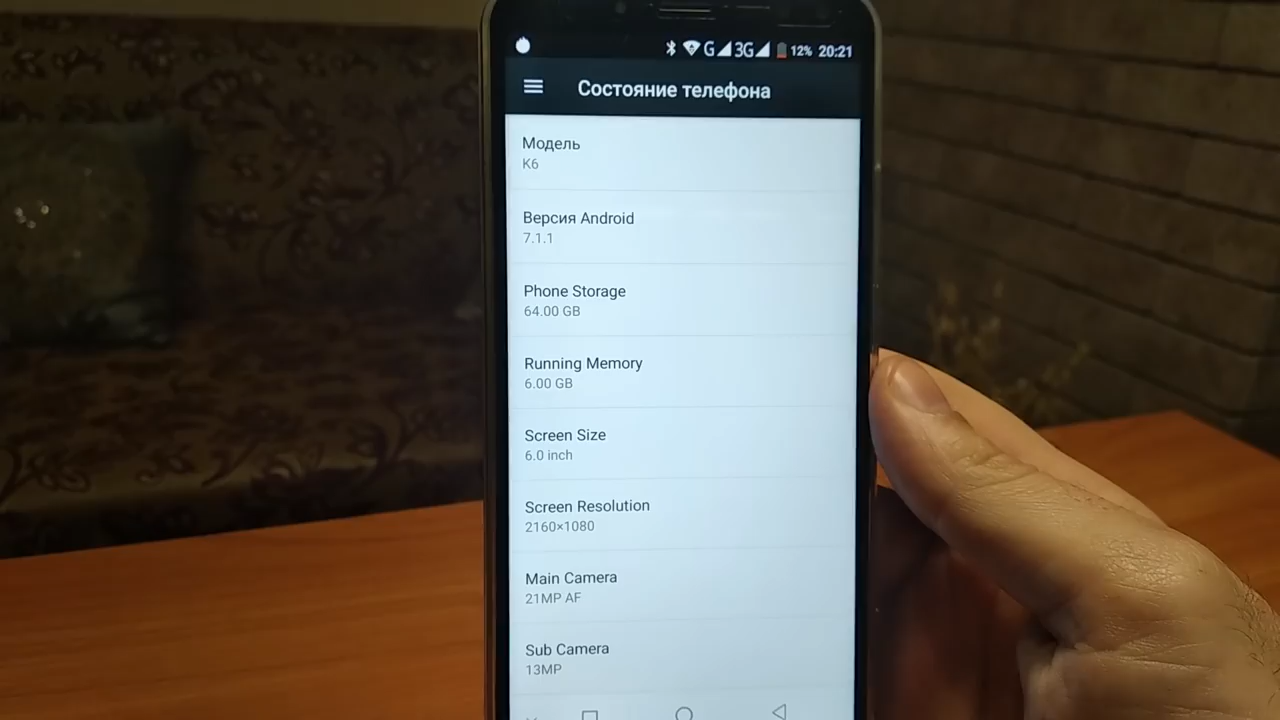 G 3G 12% 20:21
Состояние телефона
Модель
K6
Версия Android
7.1.1
Phone Storage
64.00 GB
Running Memory
6.00 GB
Screen Size
6.0 inch
Screen Resolution
2160×1080
Main Camera
21MP AF
Sub Camera
13MP